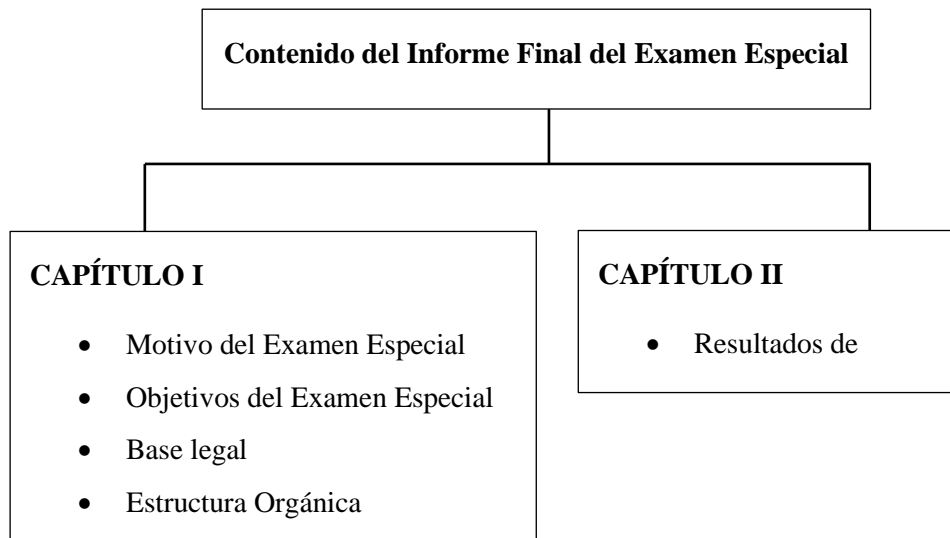 Contenido del Informe Final del Examen Especial
CAPÍTULO I
• Motivo del Examen Especial
• Objetivos del Examen Especial
• Base legal
• Estructura Orgánica
CAPÍTULO II
• Resultados de